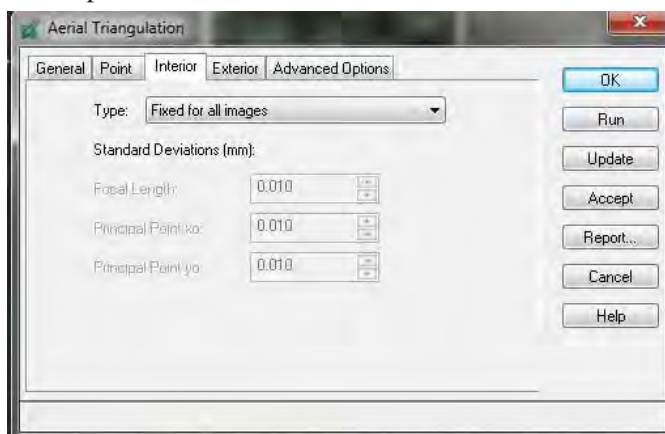 Aerial Triangulation
General Point Interior Exterior Advanced Options
Type: Fixed for all images
Standard Deviations (mm):
Focal Length: 0.010
Principal Point xo: 0.010
Principal Point yo: 0.010
OK
Run
Update
Accept
Report...
Cancel
Help